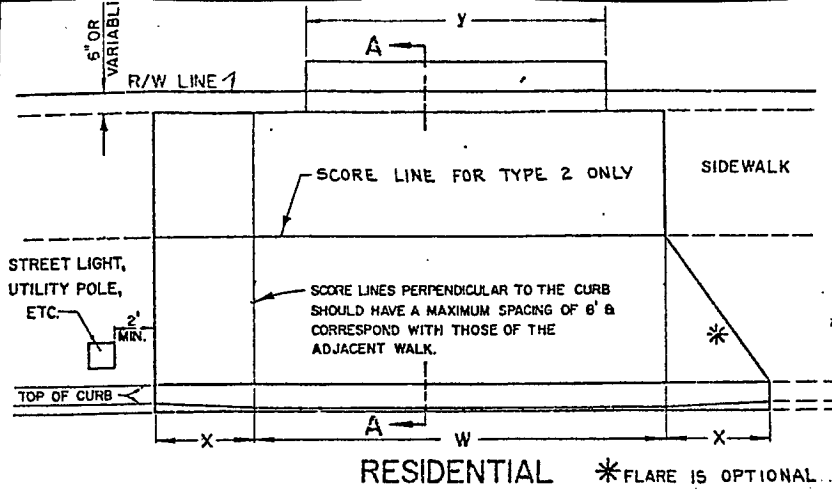 6" OR
VARIABL
Y
A
R/W LINE
SCORE LINE FOR TYPE 2 ONLY
SIDEWALK
STREET LIGHT,
UTILITY POLE,
ETC.
2'
MIN.
SCORE LINES PERPENDICULAR TO THE CURB
SHOULD HAVE A MAXIMUM SPACING OF 6' &
CORRESPOND WITH THOSE OF THE
ADJACENT WALK.
TOP OF CURB
A
X
W
X
RESIDENTIAL
*FLARE IS OPTIONAL